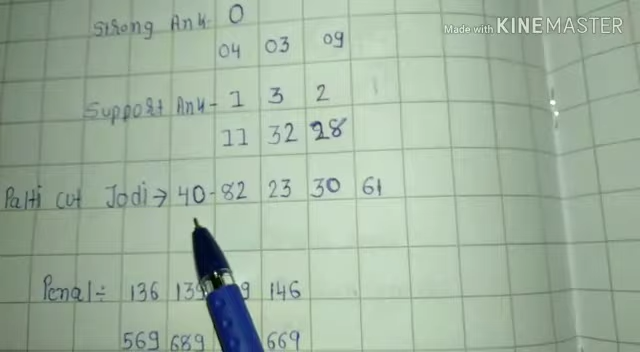 Made with KINEMASTER
Strong Ank- 0
04 03 09
Support Ank- 1 3 2
11 32 28
Palti cut Jodi → 40-82 23 30 61
Penal÷ 136 146
569 689 669